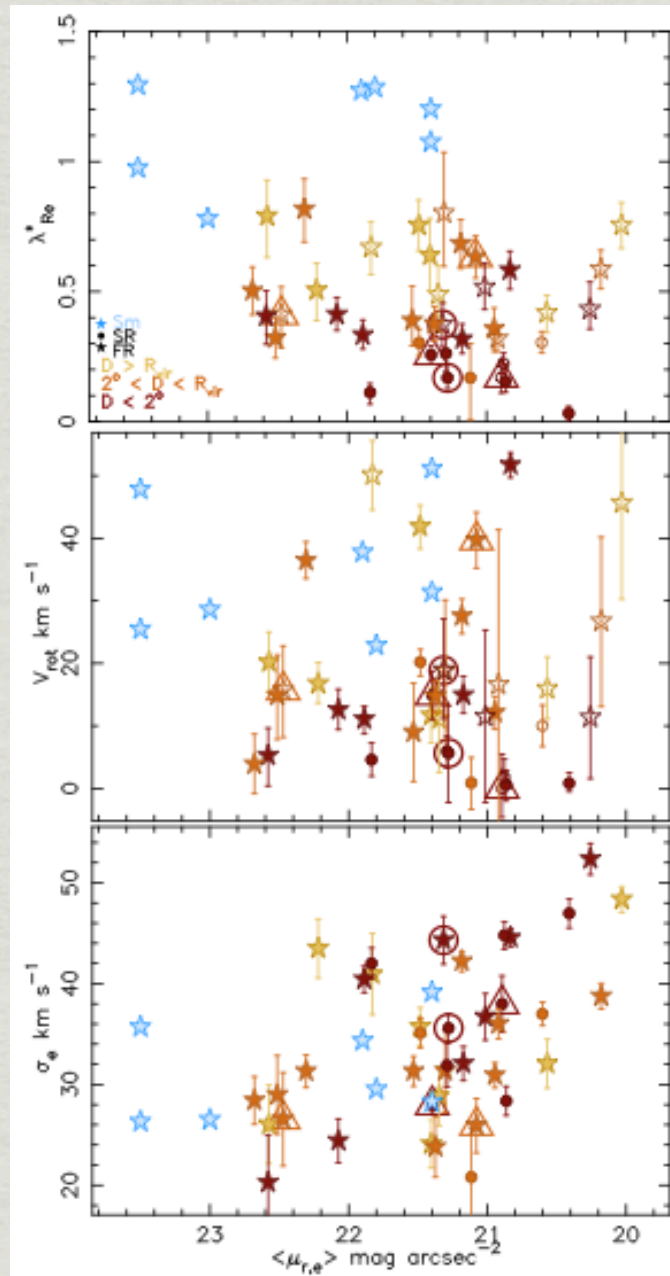 1.5
1
0.5
0
λ*Re
Sm
SR
FR
D > Rvir
2° < D < Rvir
D < 2°
40
20
0
Vrot km s−1
50
40
30
20
σe km s−1
23 22 21 20
<μr,e> mag arcsec−2